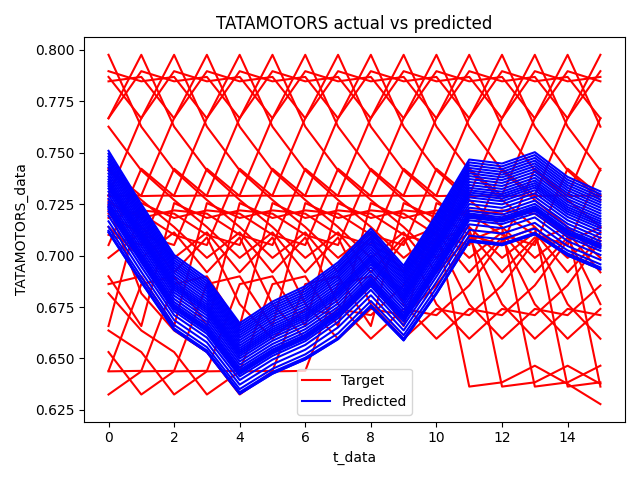 TATAMOTORS actual vs predicted
0.800
0.775
0.750
0.725
0.700
0.675
0.650
0.625
TATAMOTORS_data
Target
Predicted
0 2 4 6 8 10 12 14
t_data